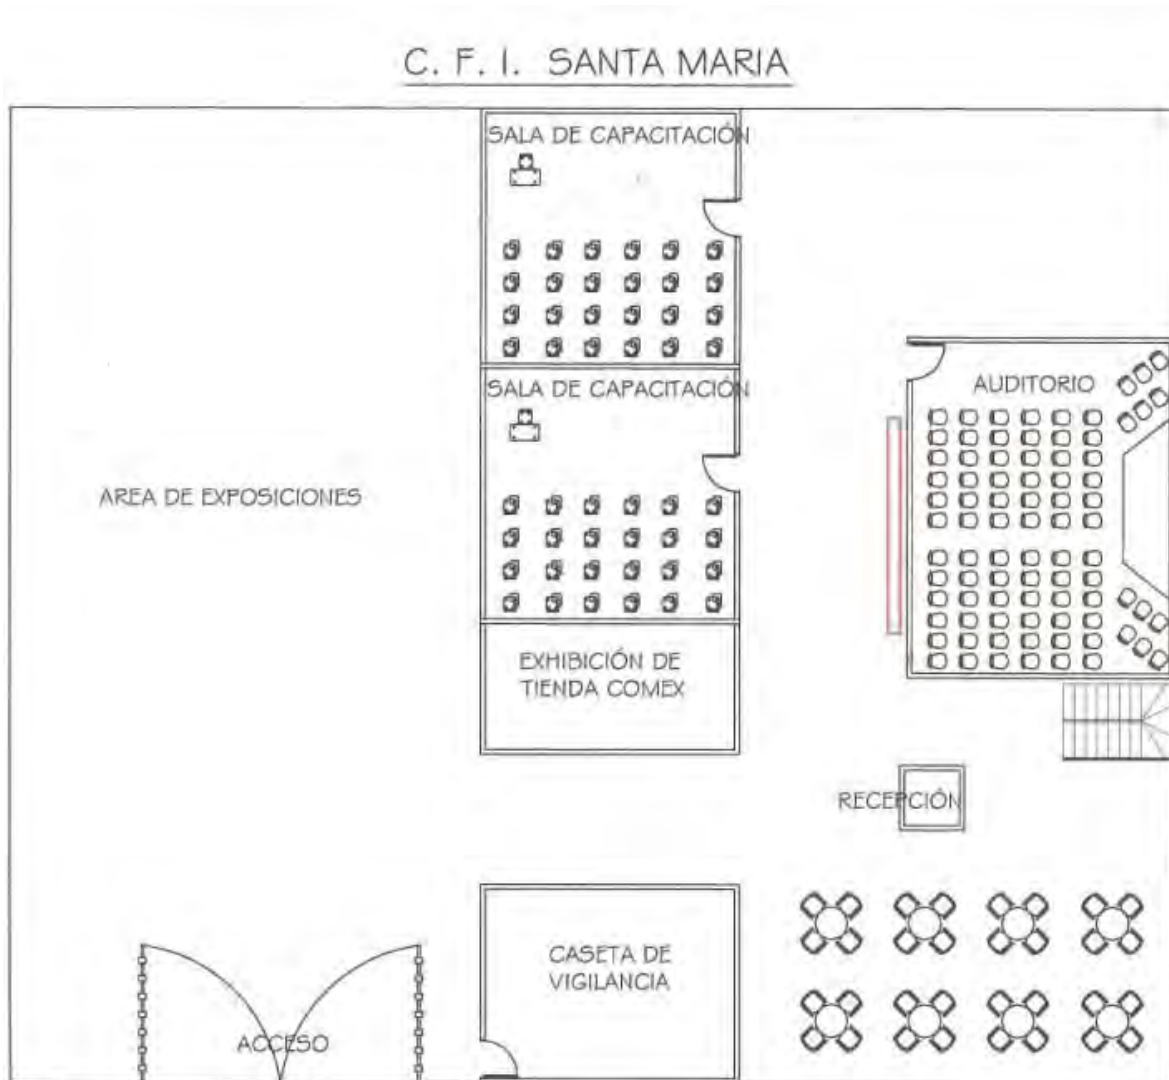 C. F. I. SANTA MARIA
SALA DE CAPACITACIÓN
SALA DE CAPACITACIÓN
AUDITORIO
AREA DE EXPOSICIONES
EXHIBICIÓN DE
TIENDA COMEX
RECEPCIÓN
CASETA DE
VIGILANCIA
ACCESO